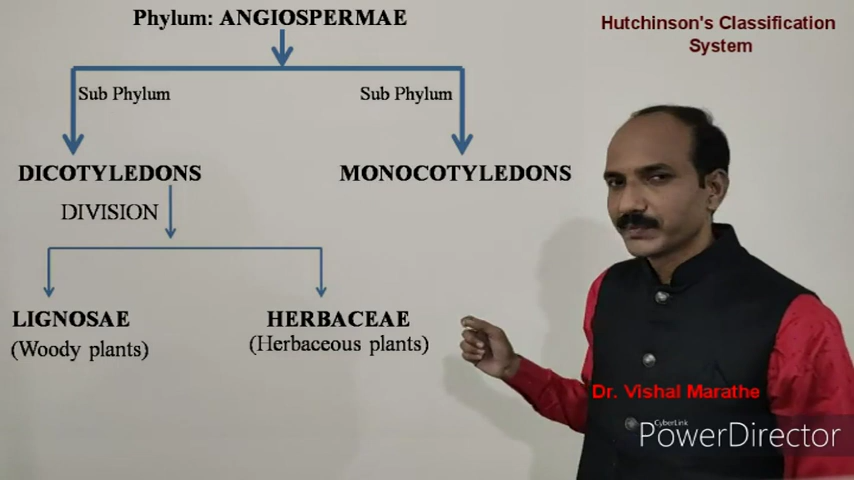 Phylum: ANGIOSPERMAE
Hutchinson's Classification
System
Sub Phylum
Sub Phylum
DICOTYLEDONS
MONOCOTYLEDONS
DIVISION
LIGNOSAE
(Woody plants)
HERBACEAE
(Herbaceous plants)
Dr. Vishal Marathe
CyberLink
PowerDirector